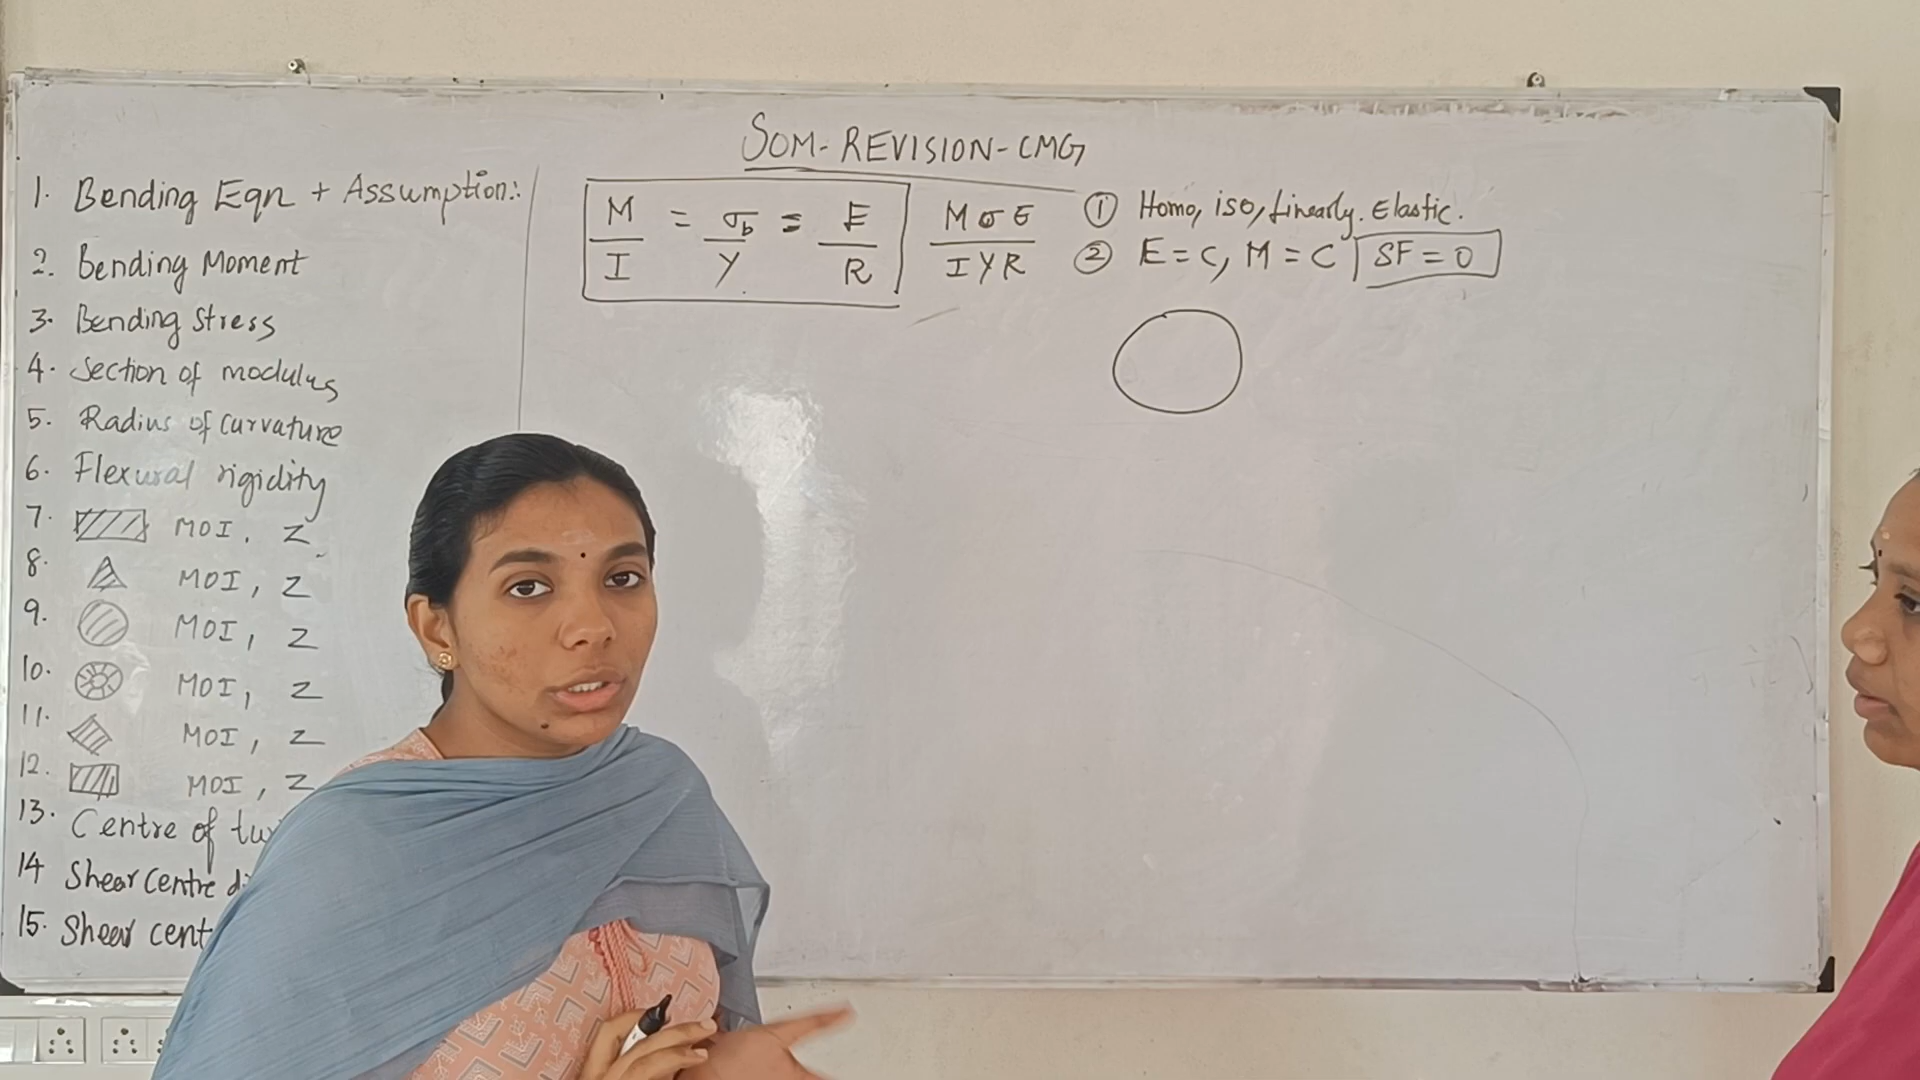 SOM-REVISION-CMG
1. Bending Eqn + Assumption:
2. Bending Moment
3. Bending Stress
4. Section of modulus
5. Radius of curvature
6. Flexural rigidity
7. MOI, Z
8. MOI, Z
9. MOI, Z
10. MOI, Z
11. MOI, Z
12. MOI, Z
13. Centre of
14 Shear centre
15. Shear
M/I = σb/Y = E/R
M σ E
I Y R
① Homo, iso, linearly. Elastic.
② E = C, M = C SF = 0